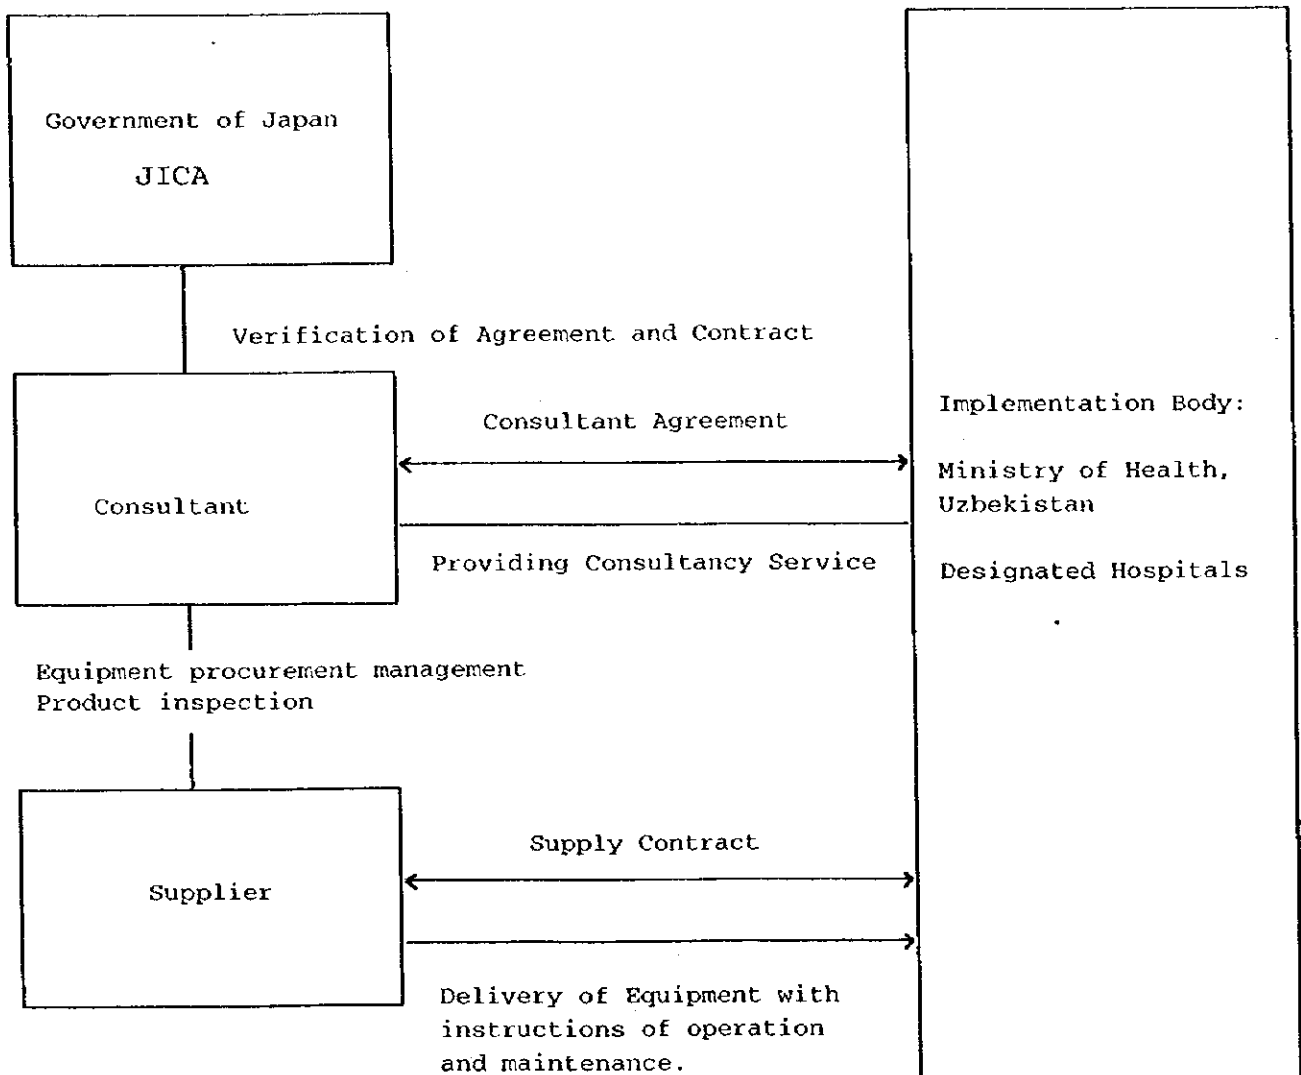 Government of Japan
JICA
Verification of Agreement and Contract
Consultant Agreement
Consultant
Providing Consultancy Service
Implementation Body:
Ministry of Health,
Uzbekistan
Designated Hospitals
Equipment procurement management
Product inspection
Supply Contract
Supplier
Delivery of Equipment with
instructions of operation
and maintenance.